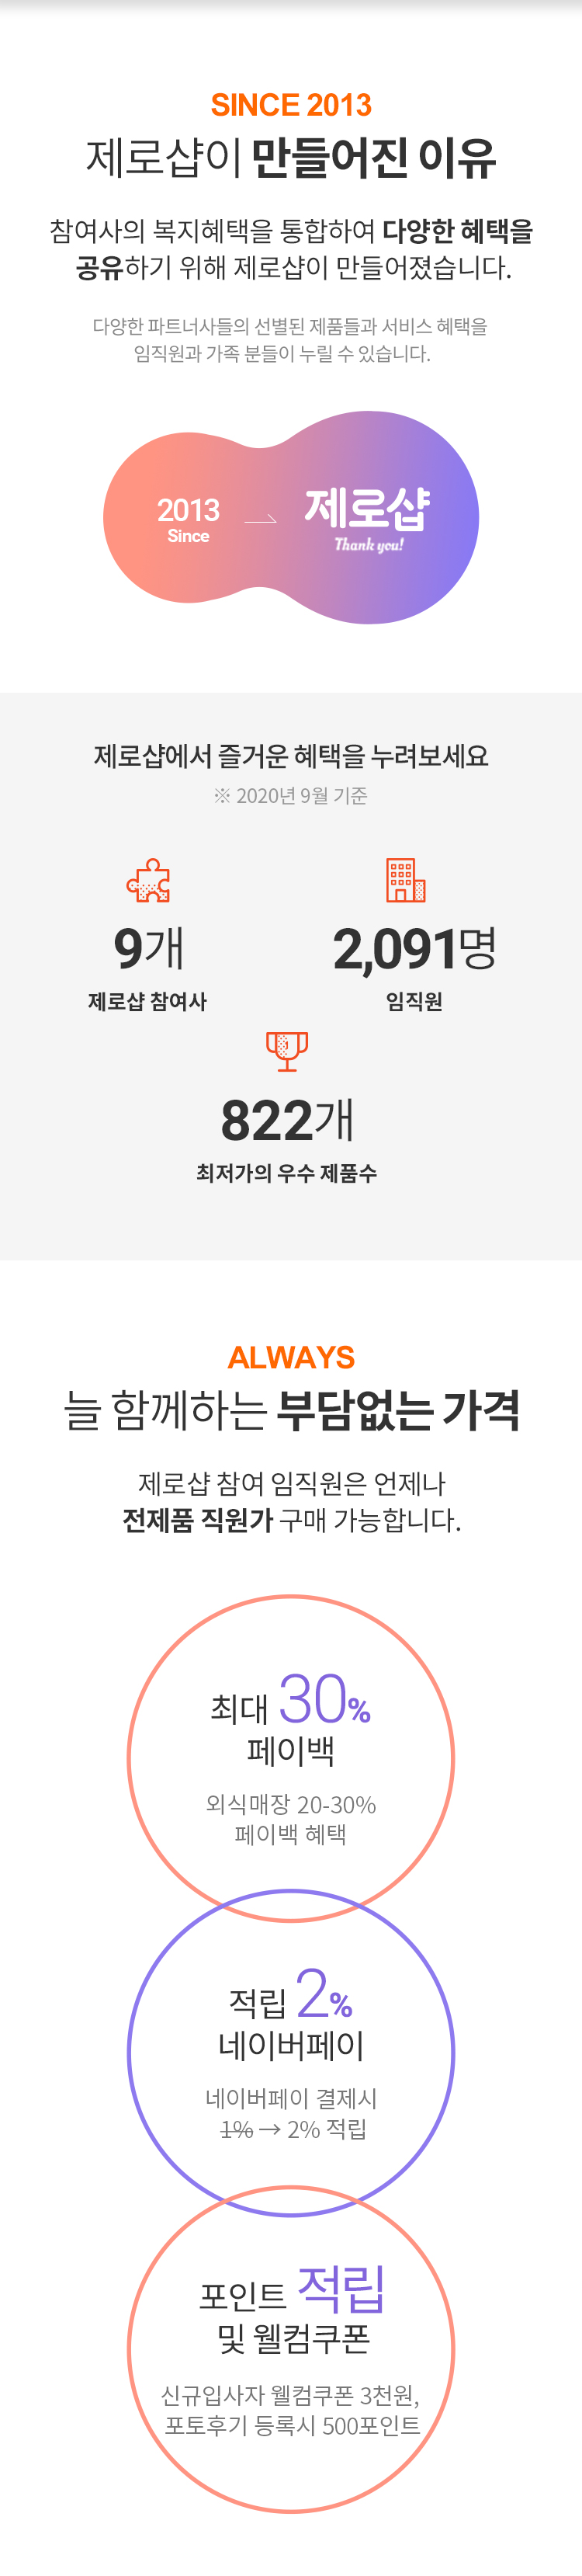 SINCE 2013
제로샵이 만들어진 이유
참여사의 복지혜택을 통합하여 다양한 혜택을
공유하기 위해 제로샵이 만들어졌습니다.
다양한 파트너사들의 선별된 제품들과 서비스 혜택을
임직원과 가족 분들이 누릴 수 있습니다.
2013
Since
제로샵
Thank you!
제로샵에서 즐거운 혜택을 누려보세요
※ 2020년 9월 기준
9개
제로샵 참여사
2,091명
임직원
1
822개
최저가의 우수 제품수
ALWAYS
늘 함께하는 부담없는 가격
제로샵 참여 임직원은 언제나
전제품 직원가 구매 가능합니다.
최대 30%
페이백
외식매장 20-30%
페이백 혜택
적립 2%
네이버페이
네이버페이 결제시
1% → 2% 적립
포인트 적립
및 웰컴쿠폰
신규입사자 웰컴쿠폰 3천원,
포토후기 등록시 500포인트